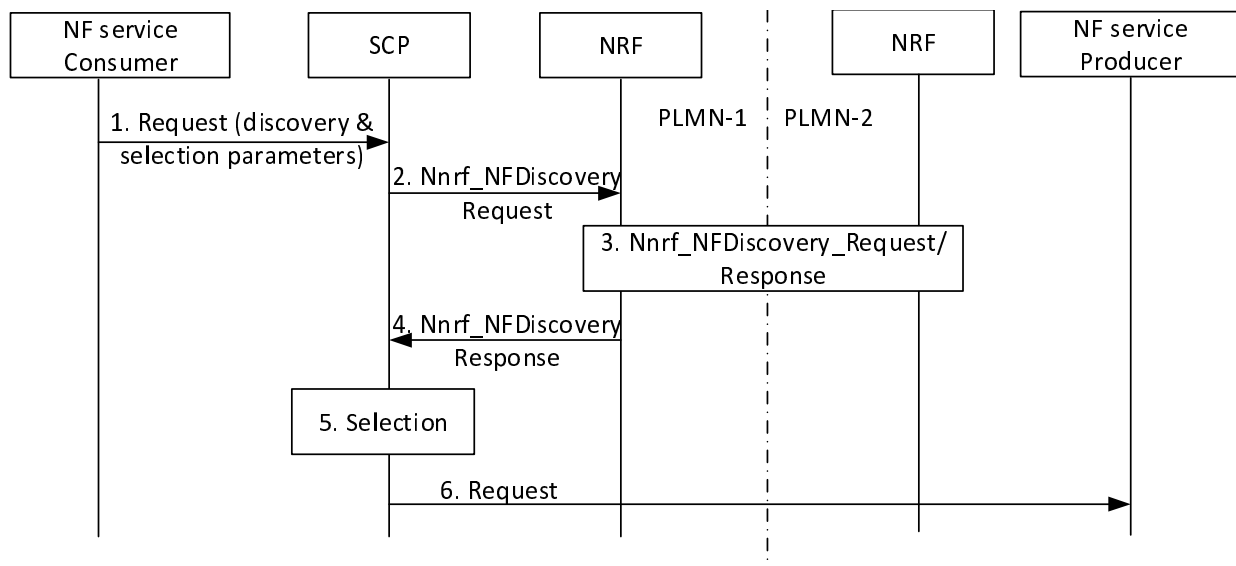 NF service
Consumer
SCP
NRF
NRF
NF service
Producer
PLMN-1
PLMN-2
1. Request (discovery &
selection parameters)
2. Nnrf_NFDiscovery
Request
3. Nnrf_NFDiscovery_Request/
Response
4. Nnrf_NFDiscovery
Response
5. Selection
6. Request